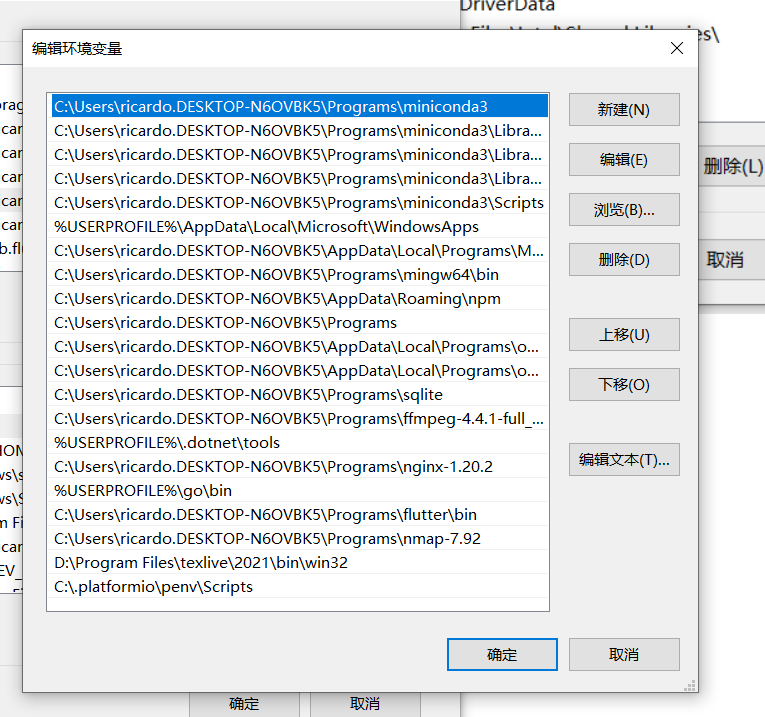 DriverData
编辑环境变量
C:\Users\ricardo.DESKTOP-N6OVBK5\Programs\miniconda3
C:\Users\ricardo.DESKTOP-N6OVBK5\Programs\miniconda3\Libra...
C:\Users\ricardo.DESKTOP-N6OVBK5\Programs\miniconda3\Libra...
C:\Users\ricardo.DESKTOP-N6OVBK5\Programs\miniconda3\Libra...
C:\Users\ricardo.DESKTOP-N6OVBK5\Programs\miniconda3\Scripts
%USERPROFILE%\AppData\Local\Microsoft\WindowsApps
C:\Users\ricardo.DESKTOP-N6OVBK5\AppData\Local\Programs\M...
C:\Users\ricardo.DESKTOP-N6OVBK5\Programs\mingw64\bin
C:\Users\ricardo.DESKTOP-N6OVBK5\AppData\Roaming\npm
C:\Users\ricardo.DESKTOP-N6OVBK5\Programs
C:\Users\ricardo.DESKTOP-N6OVBK5\AppData\Local\Programs\o...
C:\Users\ricardo.DESKTOP-N6OVBK5\AppData\Local\Programs\o...
C:\Users\ricardo.DESKTOP-N6OVBK5\Programs\sqlite
C:\Users\ricardo.DESKTOP-N6OVBK5\Programs\ffmpeg-4.4.1-full_...
%USERPROFILE%\.dotnet\tools
C:\Users\ricardo.DESKTOP-N6OVBK5\Programs\nginx-1.20.2
%USERPROFILE%\go\bin
C:\Users\ricardo.DESKTOP-N6OVBK5\Programs\flutter\bin
C:\Users\ricardo.DESKTOP-N6OVBK5\Programs\nmap-7.92
D:\Program Files\texlive\2021\bin\win32
C:\.platformio\penv\Scripts
新建(N)
编辑(E)
浏览(B)...
删除(D)
上移(U)
下移(O)
编辑文本(T)...
确定
取消
删除(L)
取消
确定
取消